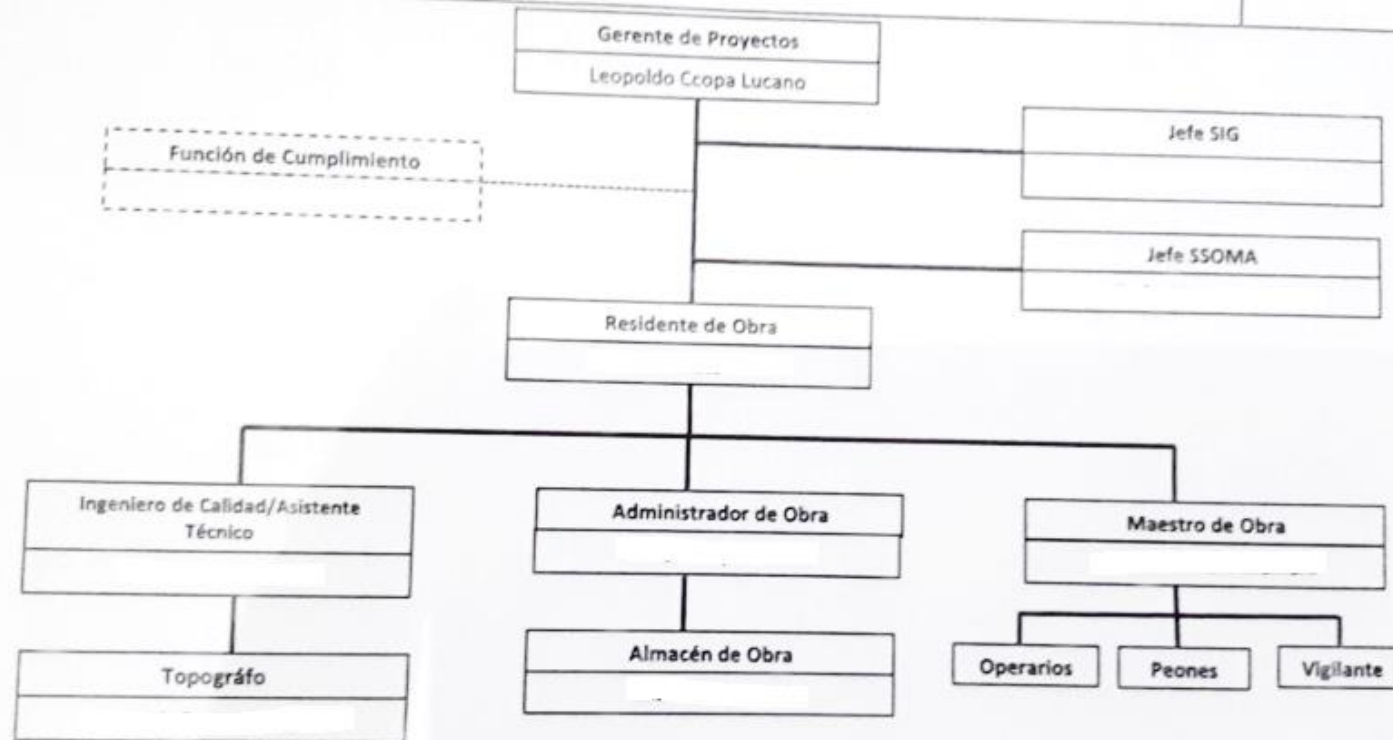 Gerente de Proyectos
Leopoldo Ccopa Lucano
Función de Cumplimiento
Jefe SIG
Jefe SSOMA
Residente de Obra
Ingeniero de Calidad/Asistente
Técnico
Administrador de Obra
Maestro de Obra
Topográfo
Almacén de Obra
Operarios
Peones
Vigilante